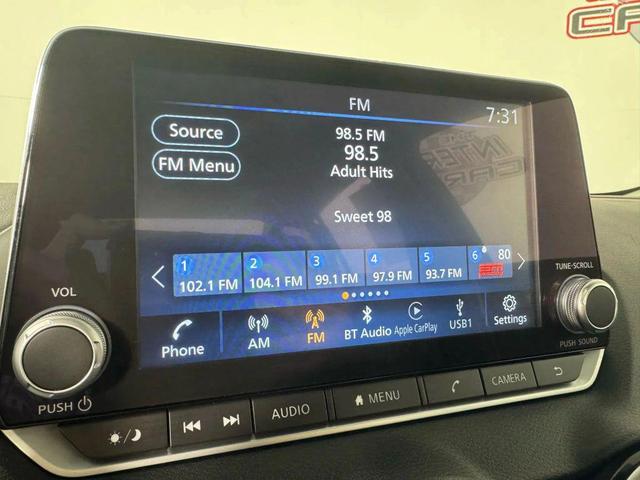 FM
7:31
Source
98.5 FM
98.5
FM Menu
Adult Hits
Sweet 98
1 102.1 FM
2 104.1 FM
3 99.1 FM
4 97.9 FM
5 93.7 FM
6 80
VOL
TUNE-SCROLL
Phone
AM
FM
BT Audio
Apple CarPlay
USB1
Settings
PUSH
PUSH SOUND
AUDIO
MENU
CAMERA